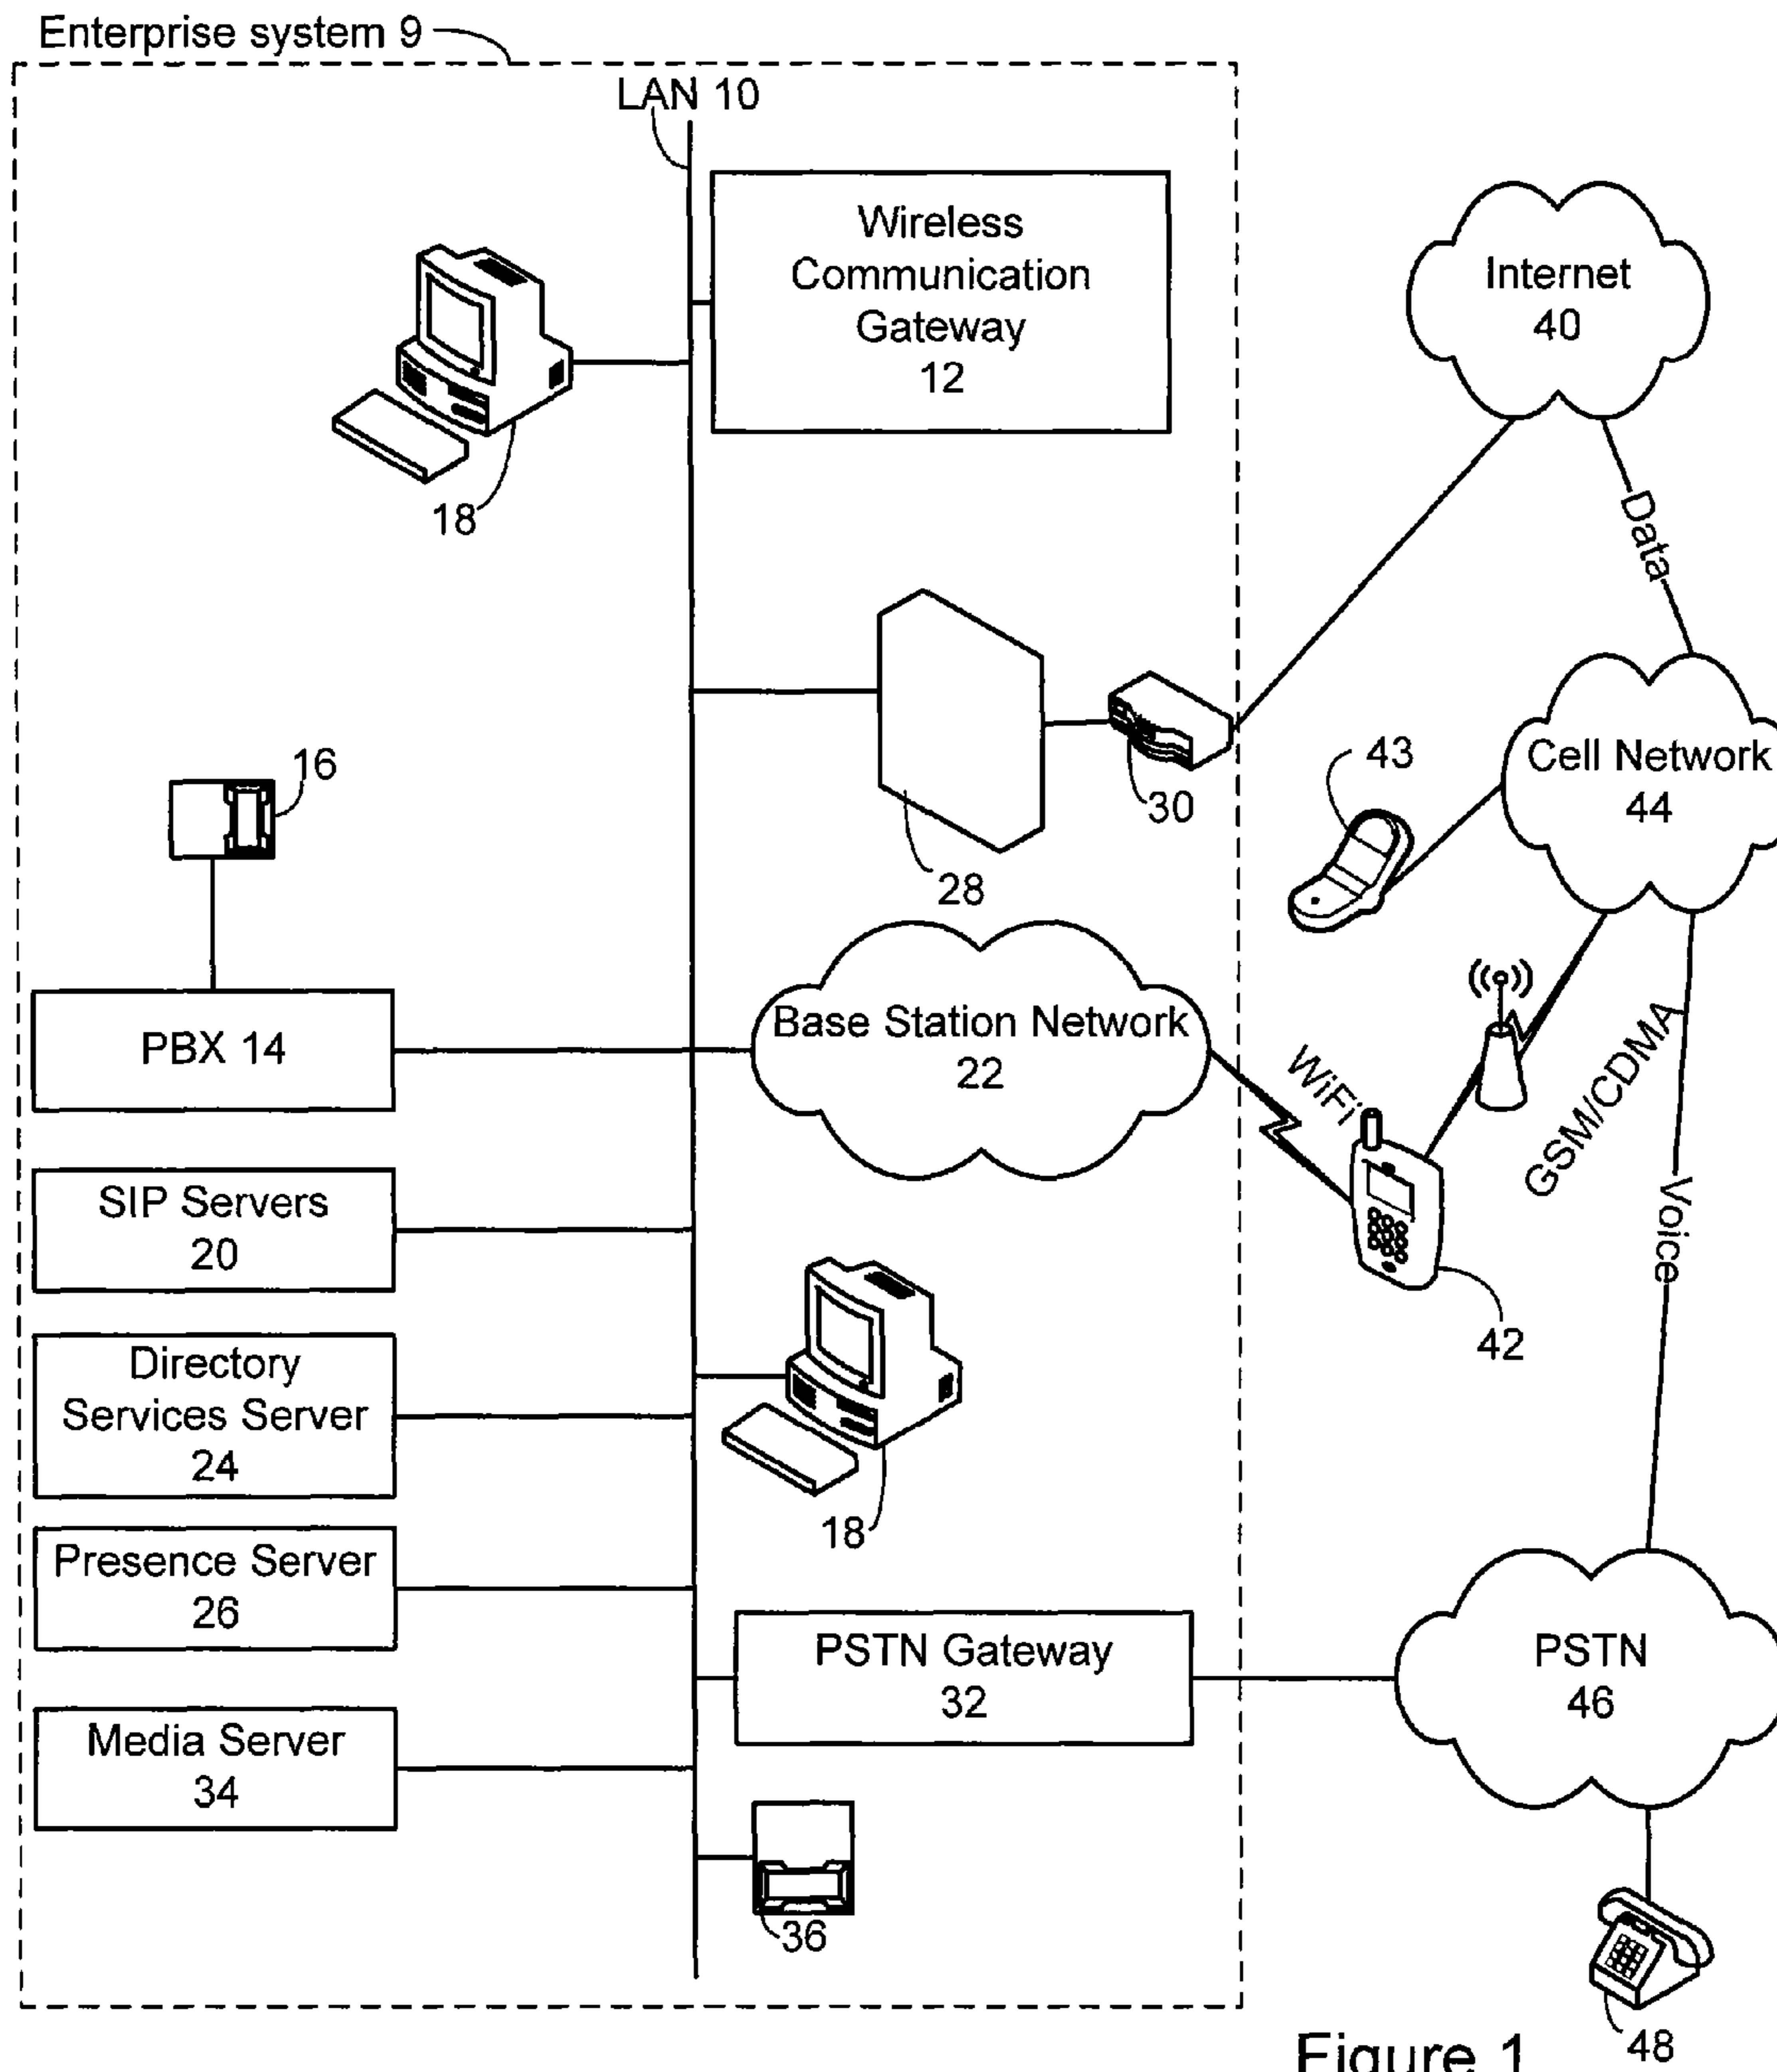 Enterprise system 9
LAN 10
Wireless
Communication
Gateway
12
Internet
40
18
Data
16
30
43
Cell Network
44
28
PBX 14
Base Station Network
22
WiFi
GSM/CDMA
SIP Servers
20
Voice
42
Directory
Services Server
24
18
Presence Server
26
PSTN Gateway
32
PSTN
46
Media Server
34
36
48
Figure 1